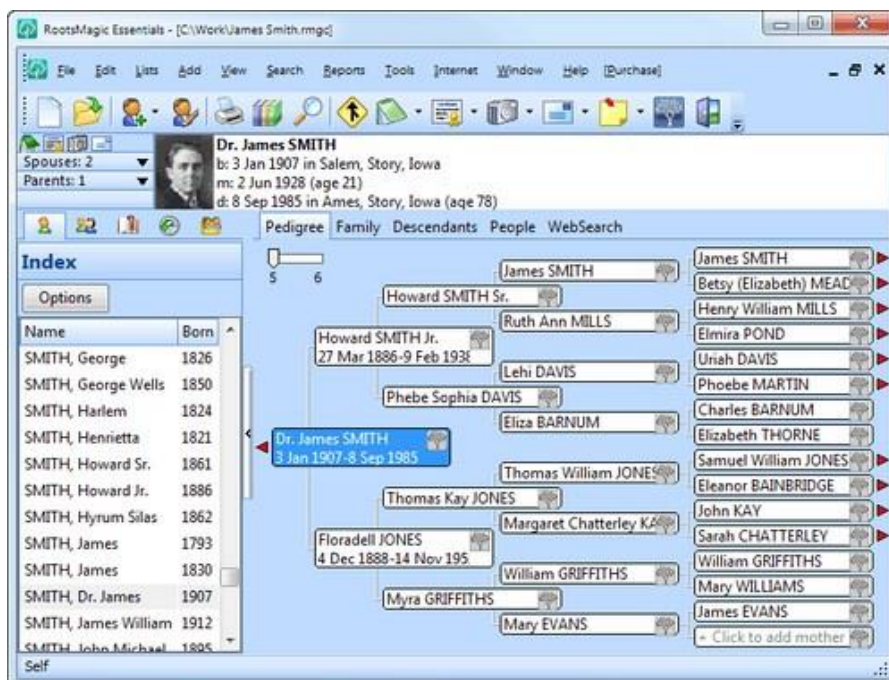 RootsMagic Essentials - [C:\Work\James Smith.rmgc]
File Edit Lists Add View Search Reports Tools Internet Window Help [Purchase]
Dr. James SMITH
Spouses: 2
b: 3 Jan 1907 in Salem, Story, Iowa
Parents: 1
m: 2 Jun 1928 (age 21)
d: 8 Sep 1985 in Ames, Story, Iowa (age 78)
Pedigree Family Descendants People WebSearch
Index
Options
Name Born
SMITH, George 1826
SMITH, George Wells 1850
SMITH, Harlem 1824
SMITH, Henrietta 1821
SMITH, Howard Sr. 1861
SMITH, Howard Jr. 1886
SMITH, Hyrum Silas 1862
SMITH, James 1793
SMITH, James 1830
SMITH, Dr. James 1907
SMITH, James William 1912
SMITH, John Michael 1895
5 6
Dr. James SMITH
3 Jan 1907-8 Sep 1985
Howard SMITH Jr.
27 Mar 1886-9 Feb 193
Floradell JONES
4 Dec 1888-14 Nov 195
Howard SMITH Sr.
Phebe Sophia DAVIS
Thomas Kay JONES
Myra GRIFFITHS
James SMITH
Ruth Ann MILLS
Lehi DAVIS
Eliza BARNUM
Thomas William JONES
Margaret Chatterley KA
William GRIFFITHS
Mary EVANS
James SMITH
Betsy (Elizabeth) MEAD
Henry William MILLS
Elmira POND
Uriah DAVIS
Phoebe MARTIN
Charles BARNUM
Elizabeth THORNE
Samuel William JONES
Eleanor BAINBRIDGE
John KAY
Sarah CHATTERLEY
William GRIFFITHS
Mary WILLIAMS
James EVANS
+ Click to add mother
Self